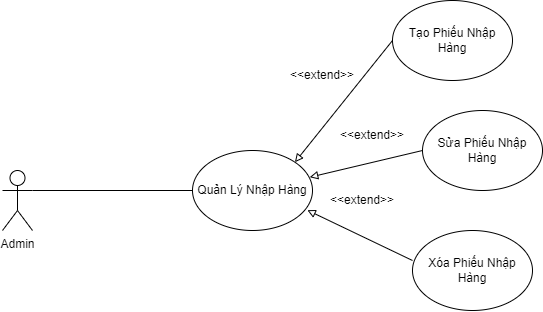 Tạo Phiếu Nhập
Hàng
<<extend>>
<<extend>>
Sửa Phiếu Nhập
Hàng
Quản Lý Nhập Hàng
<<extend>>
Admin
Xóa Phiếu Nhập
Hàng